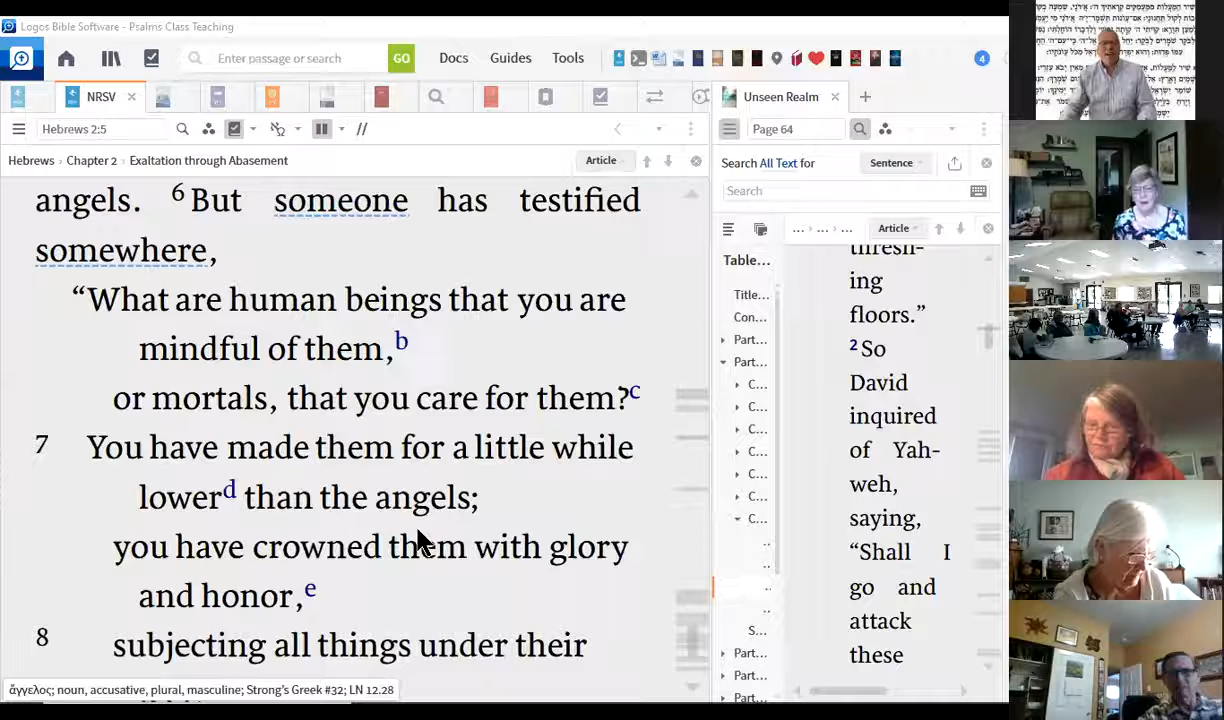 Logos Bible Software - Psalms Class Teaching
Enter passage or search
GO
Docs
Guides
Tools
4
NRSV
Hebrews 2:5
Hebrews › Chapter 2 › Exaltation through Abasement
Article
angels. 6 But someone has testified
somewhere,
“What are human beings that you are
mindful of them,b
or mortals, that you care for them?c
7 You have made them for a little while
lowerd than the angels;
you have crowned them with glory
and honor,e
8 subjecting all things under their
ἄγγελος; noun, accusative, plural, masculine; Strong's Greek #32; LN 12.28
Unseen Realm
Page 64
Search All Text for
Sentence
Search
... › ... › ...
Article
Table...
Title...
Con...
Part...
Part...
C...
C...
C...
C...
C...
C...
C...
..
..
..
..
S...
Part...
Part...
Part...
thresh-
ing
floors.”
2 So
David
inquired
of Yah-
weh,
saying,
“Shall I
go and
attack
these